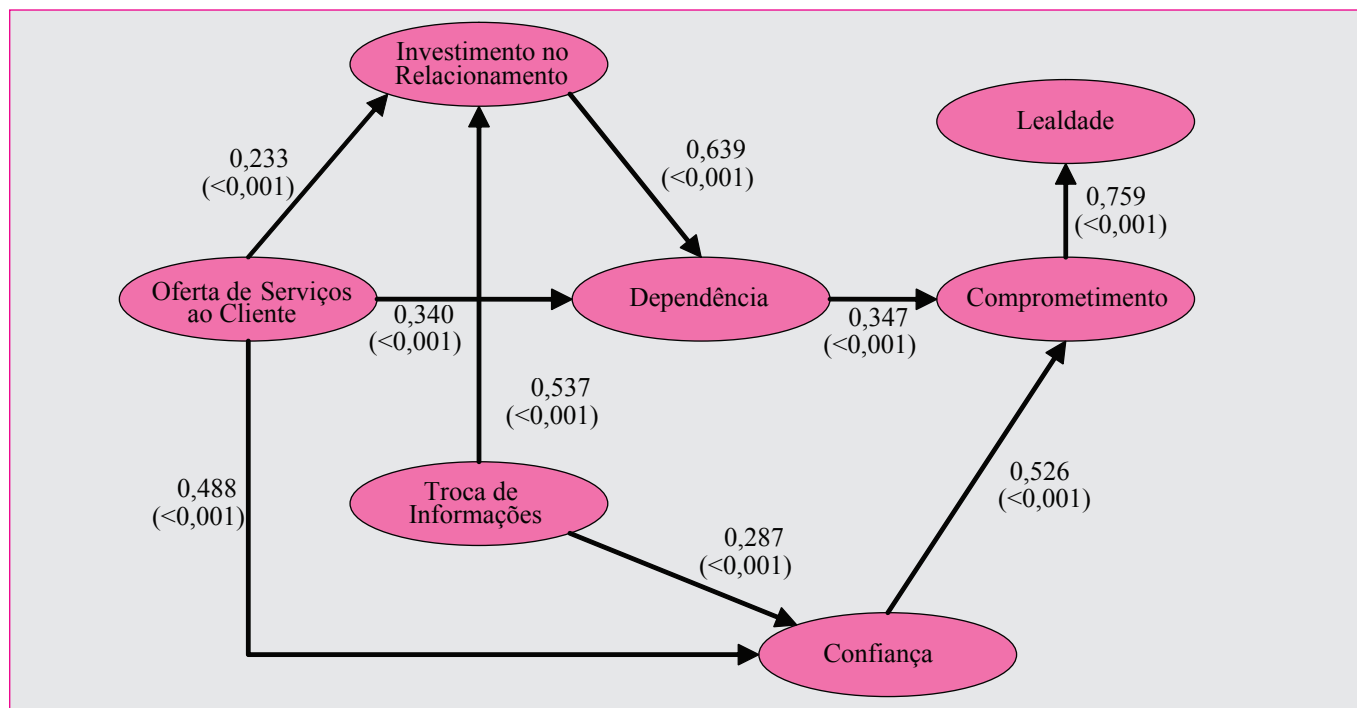 Investimento no
Relacionamento
Lealdade
0,233
(<0,001)
0,639
(<0,001)
0,759
(<0,001)
Oferta de Serviços
ao Cliente
Dependência
Comprometimento
0,340
(<0,001)
0,347
(<0,001)
0,537
(<0,001)
0,488
(<0,001)
Troca de
Informações
0,526
(<0,001)
0,287
(<0,001)
Confiança